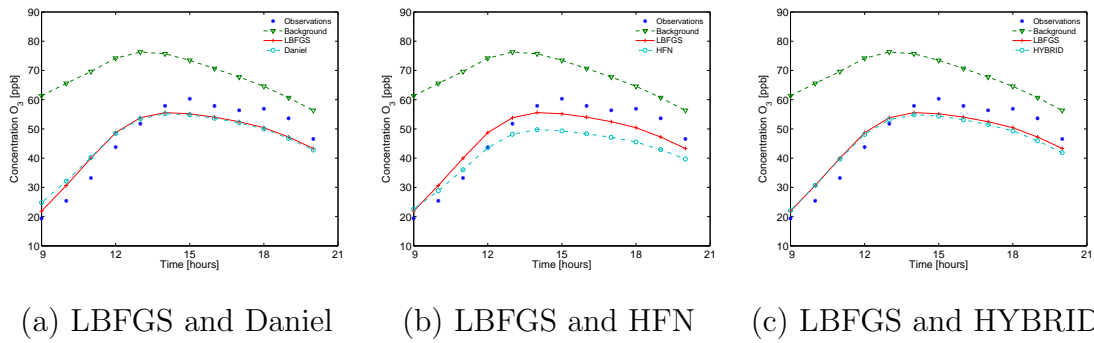 90
80
70
60
50
40
30
20
10
Concentration O3 [ppb]
9
12
15
18
21
Time [hours]
Observations
Background
LBFGS
Daniel
(a) LBFGS and Daniel
90
80
70
60
50
40
30
20
10
Concentration O3 [ppb]
9
12
15
18
21
Time [hours]
Observations
Background
LBFGS
HFN
(b) LBFGS and HFN
90
80
70
60
50
40
30
20
10
Concentration O3 [ppb]
9
12
15
18
21
Time [hours]
Observations
Background
LBFGS
HYBRID
(c) LBFGS and HYBRID